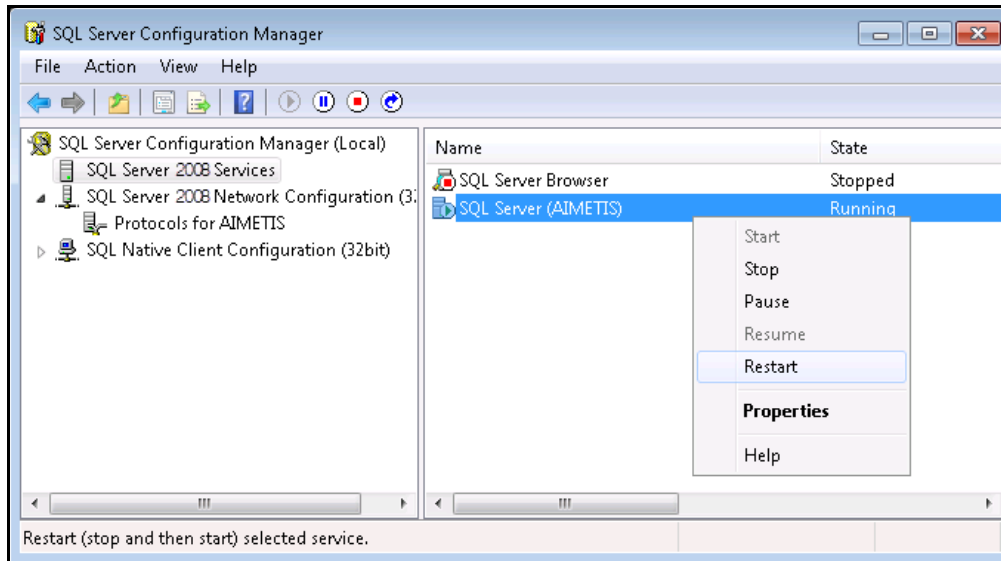 SQL Server Configuration Manager
File Action View Help
SQL Server Configuration Manager (Local)
SQL Server 2008 Services
SQL Server 2008 Network Configuration (3
Protocols for AIMETIS
SQL Native Client Configuration (32bit)
Name State
SQL Server Browser Stopped
SQL Server (AIMETIS) Running
Start
Stop
Pause
Resume
Restart
Properties
Help
Restart (stop and then start) selected service.